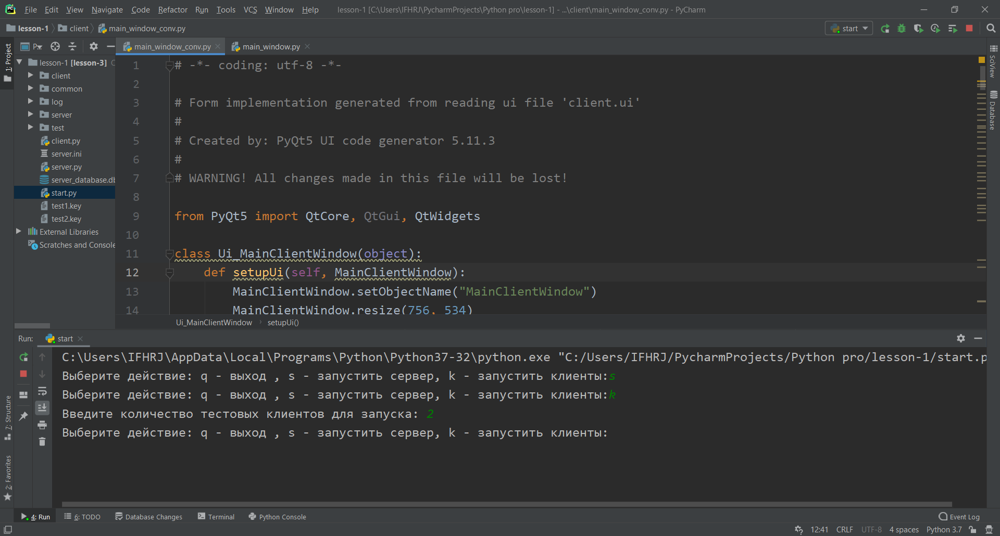 File Edit View Navigate Code Refactor Run Tools VCS Window Help lesson-1 [C:\Users\IFHRJ\PycharmProjects\Python pro\lesson-1] - ...\client\main_window_conv.py - PyCharm
lesson-1 client main_window_conv.py start
1: Project
main_window_conv.py main_window.py
lesson-1 [lesson-3]
client
common
log
server
test
client.py
server.ini
server.py
server_database.db
start.py
test1.key
test2.key
External Libraries
Scratches and Console
1 # -*- coding: utf-8 -*-
2
3 # Form implementation generated from reading ui file 'client.ui'
4 #
5 # Created by: PyQt5 UI code generator 5.11.3
6 #
7 # WARNING! All changes made in this file will be lost!
8
9 from PyQt5 import QtCore, QtGui, QtWidgets
10
11 class Ui_MainClientWindow(object):
12 def setupUi(self, MainClientWindow):
13 MainClientWindow.setObjectName("MainClientWindow")
14 MainClientWindow.resize(756, 534)
Ui_MainClientWindow setupUi()
SciView
Database
Run: start
C:\Users\IFHRJ\AppData\Local\Programs\Python\Python37-32\python.exe "C:/Users/IFHRJ/PycharmProjects/Python pro/lesson-1/start.p
Выберите действие: q - выход , s - запустить сервер, k - запустить клиенты:s
Выберите действие: q - выход , s - запустить сервер, k - запустить клиенты:k
Введите количество тестовых клиентов для запуска: 2
Выберите действие: q - выход , s - запустить сервер, k - запустить клиенты:
7: Structure
2: Favorites
4: Run 6: TODO Database Changes Terminal Python Console Event Log
12:41 CRLF UTF-8 4 spaces Python 3.7